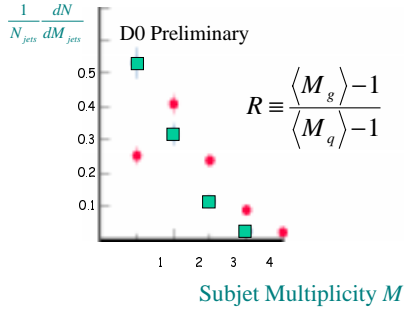 1/N_jets dN/dM_jets
D0 Preliminary
0.5
0.4
0.3
0.2
0.1
R ≡ (⟨M_g⟩−1)/(⟨M_q⟩−1)
1 2 3 4
Subjet Multiplicity M